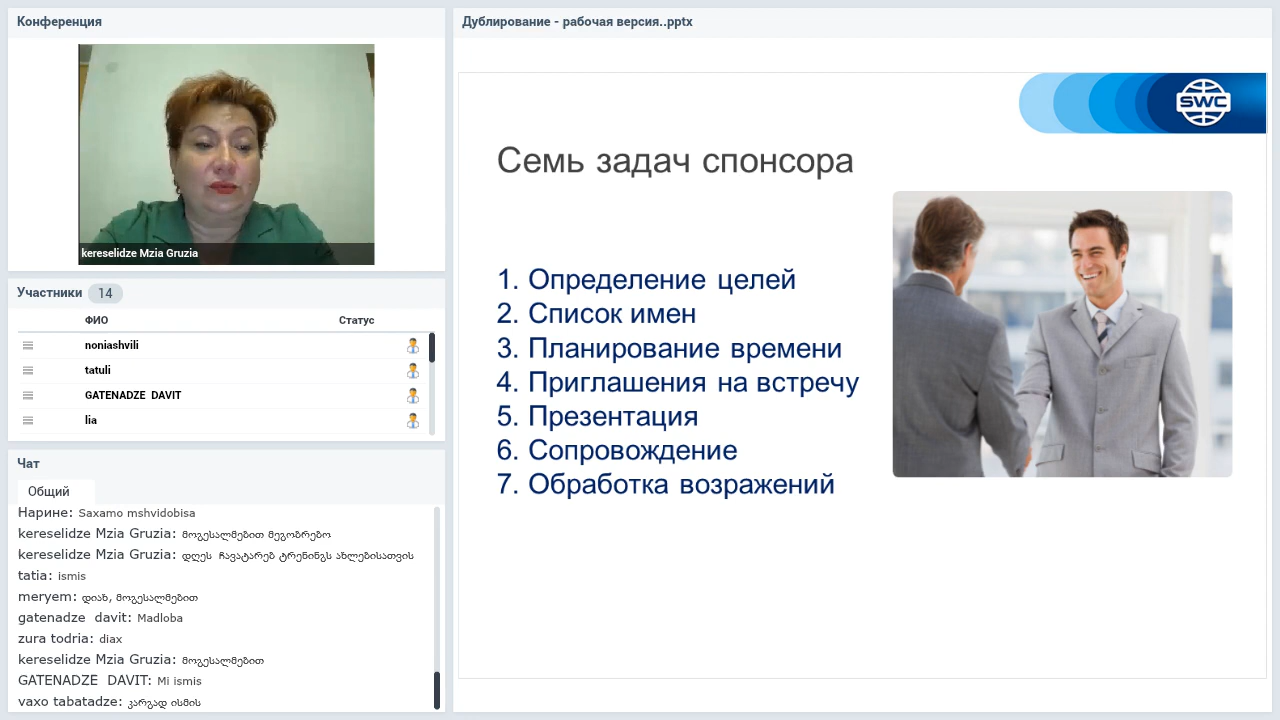 Конференция
kereselidze Mzia Gruzia
Участники 14
ФИО Статус
noniashvili
tatuli
GATENADZE DAVIT
lia
Чат
Общий
Нарине: Saxamo mshvidobisa
kereselidze Mzia Gruzia: მოგესალმებით მეგობრებო
kereselidze Mzia Gruzia: დღეს ჩავატარებ ტრენინგს ახლებისათვის
tatia: ismis
meryem: დიახ, მოგესალმებით
gatenadze davit: Madloba
zura todria: diax
kereselidze Mzia Gruzia: მოგესალმებით
GATENADZE DAVIT: Mi ismis
vaxo tabatadze: კარგად ისმის
Дублирование - рабочая версия..pptx
SWC
Семь задач спонсора
1. Определение целей
2. Список имен
3. Планирование времени
4. Приглашения на встречу
5. Презентация
6. Сопровождение
7. Обработка возражений